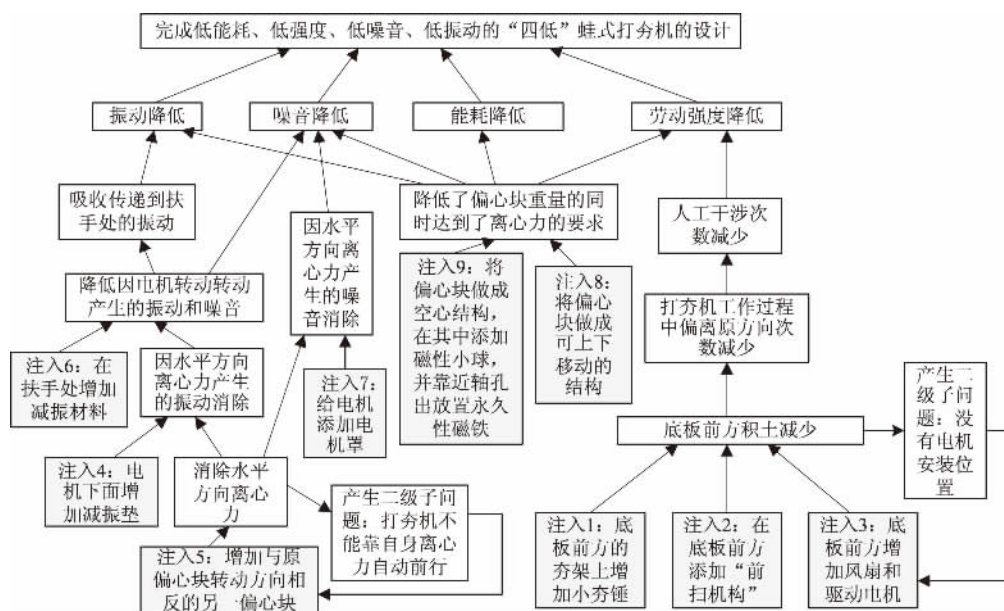 完成低能耗、低强度、低噪音、低振动的“四低”蛙式打夯机的设计
振动降低
噪音降低
能耗降低
劳动强度降低
吸收传递到扶
手处的振动
因水平
方向离
心力产
生的噪
音消除
降低了偏心块重量的同
时达到了离心力的要求
人工干涉次
数减少
降低因电机转动转动
产生的振动和噪音
注入9：将
偏心块做成
空心结构，
在其中添加
磁性小球，
并靠近轴孔
出放置永久
性磁铁
注入8：
将偏心
块做成
可上下
移动的
结构
打夯机工作过程
中偏离原方向次
数减少
注入6：在
扶手处增加
减振材料
因水平方向
离心力产生
的振动消除
注入7：
给电机
添加电
机罩
产生二级子问
题：没
有电机
安装位
置
底板前方积土减少
注入4：电
机下面增
加减振垫
消除水平
方向离心
力
产生二级子问
题：打夯机不
能靠自身离心
力自动前行
注入5：增加与原
偏心块转动方向相
反的另一偏心块
注入1：底
板前方的
夯架上增
加小夯锤
注入2：在
底板前方
添加“前
扫机构”
注入3：底
板前方增
加风扇和
驱动电机